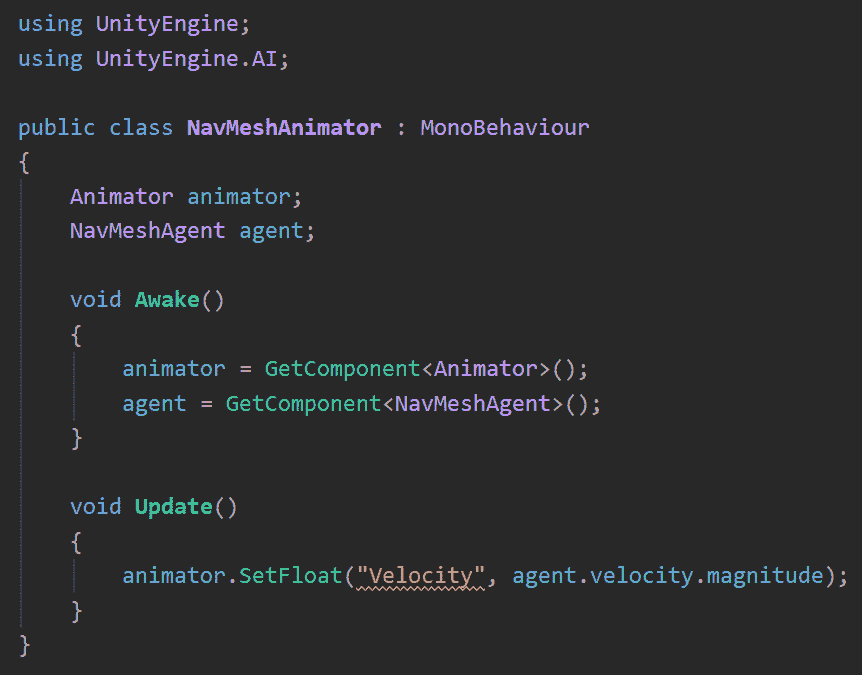 using UnityEngine;
using UnityEngine.AI;
public class NavMeshAnimator : MonoBehaviour
{
Animator animator;
NavMeshAgent agent;
void Awake()
{
animator = GetComponent<Animator>();
agent = GetComponent<NavMeshAgent>();
}
void Update()
{
animator.SetFloat("Velocity", agent.velocity.magnitude);
}
}